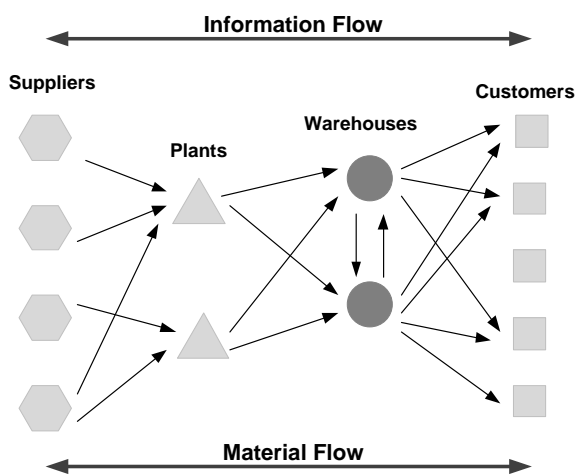 Information Flow
Suppliers
Customers
Warehouses
Plants
Material Flow